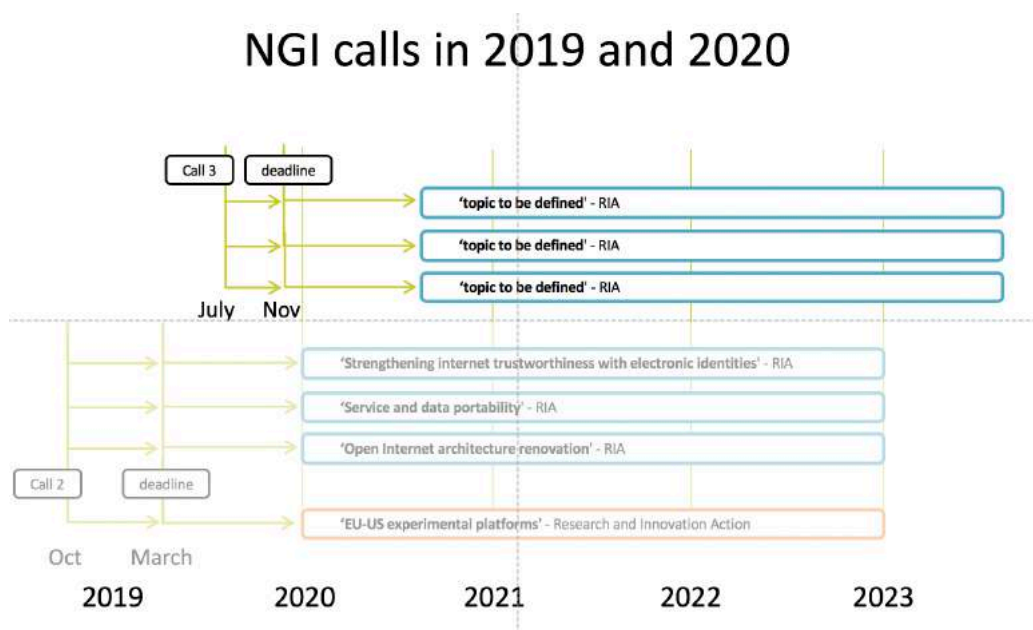 NGI calls in 2019 and 2020
Call 3
deadline
'topic to be defined' - RIA
'topic to be defined' - RIA
'topic to be defined' - RIA
July
Nov
'Strengthening internet trustworthiness with electronic identities' - RIA
'Service and data portability' - RIA
'Open Internet architecture renovation' - RIA
Call 2
deadline
'EU-US experimental platforms' - Research and Innovation Action
Oct
March
2019
2020
2021
2022
2023